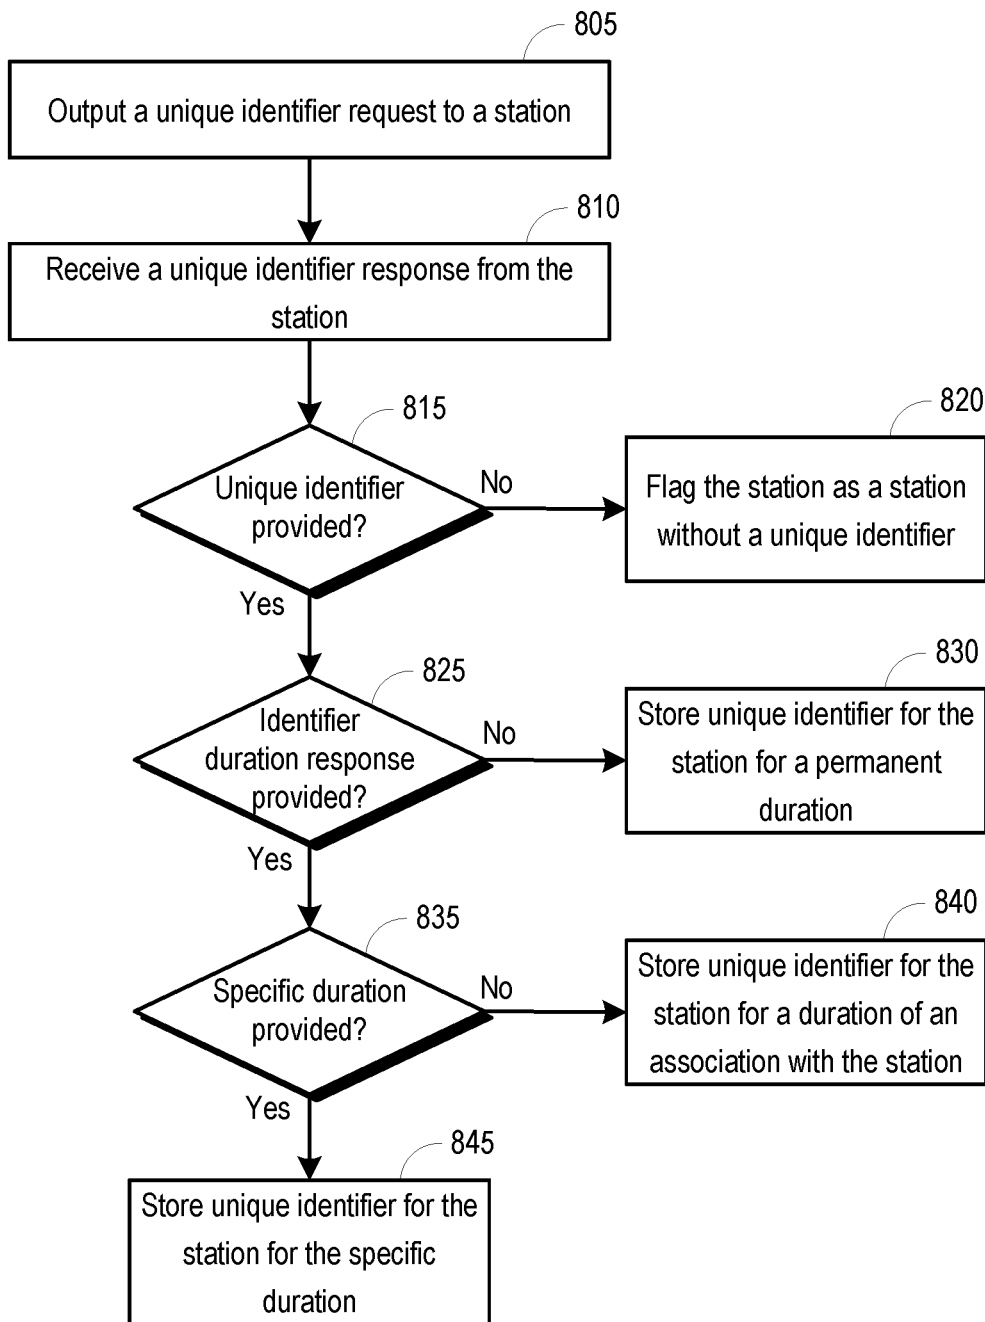 805
Output a unique identifier request to a station
810
Receive a unique identifier response from the
station
815
Unique identifier
provided?
No
820
Flag the station as a station
without a unique identifier
Yes
825
Identifier
duration response
provided?
No
830
Store unique identifier for the
station for a permanent
duration
Yes
835
Specific duration
provided?
No
840
Store unique identifier for the
station for a duration of an
association with the station
Yes
845
Store unique identifier for the
station for the specific
duration